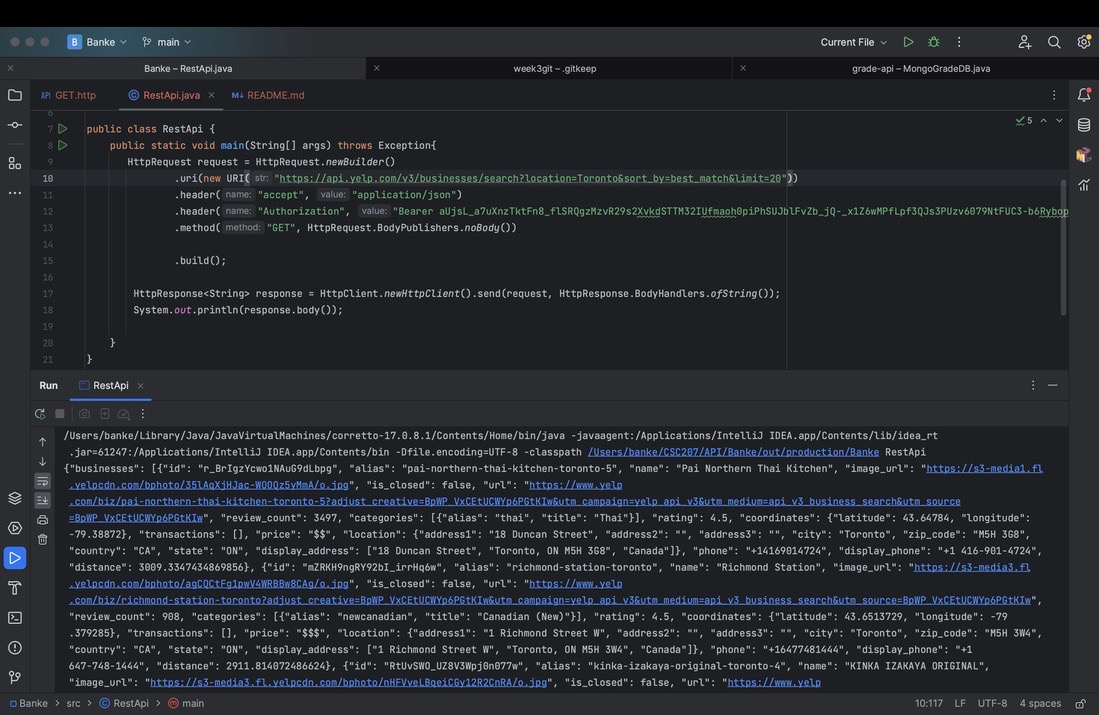 B Banke main Current File
Banke – RestApi.java week3git – .gitkeep grade-api – MongoGradeDB.java
API GET.http RestApi.java M↓ README.md
6 5
7 public class RestApi {
8 public static void main(String[] args) throws Exception{
9 HttpRequest request = HttpRequest.newBuilder()
10 .uri(new URI( str: "https://api.yelp.com/v3/businesses/search?location=Toronto&sort_by=best_match&limit=20"))
11 .header( name: "accept", value: "application/json")
12 .header( name: "Authorization", value: "Bearer
13 .method( method: "GET", HttpRequest.BodyPublishers.noBody())
14
15 .build();
16
17 HttpResponse<String> response = HttpClient.newHttpClient().send(request, HttpResponse.BodyHandlers.ofString());
18 System.out.println(response.body());
19
20 }
21 }
Run RestApi
/Users/banke/Library/Java/JavaVirtualMachines/corretto-17.0.8.1/Contents/Home/bin/java -javaagent:/Applications/IntelliJ IDEA.app/Contents/lib/idea_rt
.jar=61247:/Applications/IntelliJ IDEA.app/Contents/bin -Dfile.encoding=UTF-8 -classpath /Users/banke/CSC207/API/Banke/out/production/Banke RestApi
{"businesses": [{"id": "r_BrIgzYcwo1NAuG9dLbpg", "alias": "pai-northern-thai-kitchen-toronto-5", "name": "Pai Northern Thai Kitchen", "image_url": "https://s3-media1.fl
.yelpcdn.com/bphoto/35lAqXjHJac-WOOQz5yMmA/o.jpg", "is_closed": false, "url": "https://www.yelp
.com/biz/pai-northern-thai-kitchen-toronto-5?adjust_creative=BpWP_VxCEtUCWYp6PGtKIw&utm_campaign=yelp_api_v3&utm_medium=api_v3_business_search&utm_source
=BpWP_VxCEtUCWYp6PGtKIw", "review_count": 3497, "categories": [{"alias": "thai", "title": "Thai"}], "rating": 4.5, "coordinates": {"latitude": 43.64784, "longitude":
-79.38872}, "transactions": [], "price": "$$", "location": {"address1": "18 Duncan Street", "address2": "", "address3": "", "city": "Toronto", "zip_code": "M5H 3G8",
"country": "CA", "state": "ON", "display_address": ["18 Duncan Street", "Toronto, ON M5H 3G8", "Canada"]}, "phone": "+14169014724", "display_phone": "+1 416-901-4724",
"distance": 3009.3347434869856}, {"id": "mZRKH9ngRY92bI_irrHq6w", "alias": "richmond-station-toronto", "name": "Richmond Station", "image_url": "https://s3-media3.fl
.yelpcdn.com/bphoto/agCQCtFg1pwV4WRBBw8CAg/o.jpg", "is_closed": false, "url": "https://www.yelp
.com/biz/richmond-station-toronto?adjust_creative=BpWP_VxCEtUCWYp6PGtKIw&utm_campaign=yelp_api_v3&utm_medium=api_v3_business_search&utm_source=BpWP_VxCEtUCWYp6PGtKIw",
"review_count": 908, "categories": [{"alias": "newcanadian", "title": "Canadian (New)"}], "rating": 4.5, "coordinates": {"latitude": 43.6513729, "longitude": -79
.379285}, "transactions": [], "price": "$$$", "location": {"address1": "1 Richmond Street W", "address2": "", "address3": "", "city": "Toronto", "zip_code": "M5H 3W4",
"country": "CA", "state": "ON", "display_address": ["1 Richmond Street W", "Toronto, ON M5H 3W4", "Canada"]}, "phone": "+16477481444", "display_phone": "+1
647-748-1444", "distance": 2911.814072486624}, {"id": "RtUvSWO_UZ8V3Wpj0n077w", "alias": "kinka-izakaya-original-toronto-4", "name": "KINKA IZAKAYA ORIGINAL",
"image_url": "https://s3-media3.fl.yelpcdn.com/bphoto/nHFVveLBqeiCGy12R2CnRA/o.jpg", "is_closed": false, "url": "https://www.yelp
Banke > src > RestApi > main 10:117 LF UTF-8 4 spaces